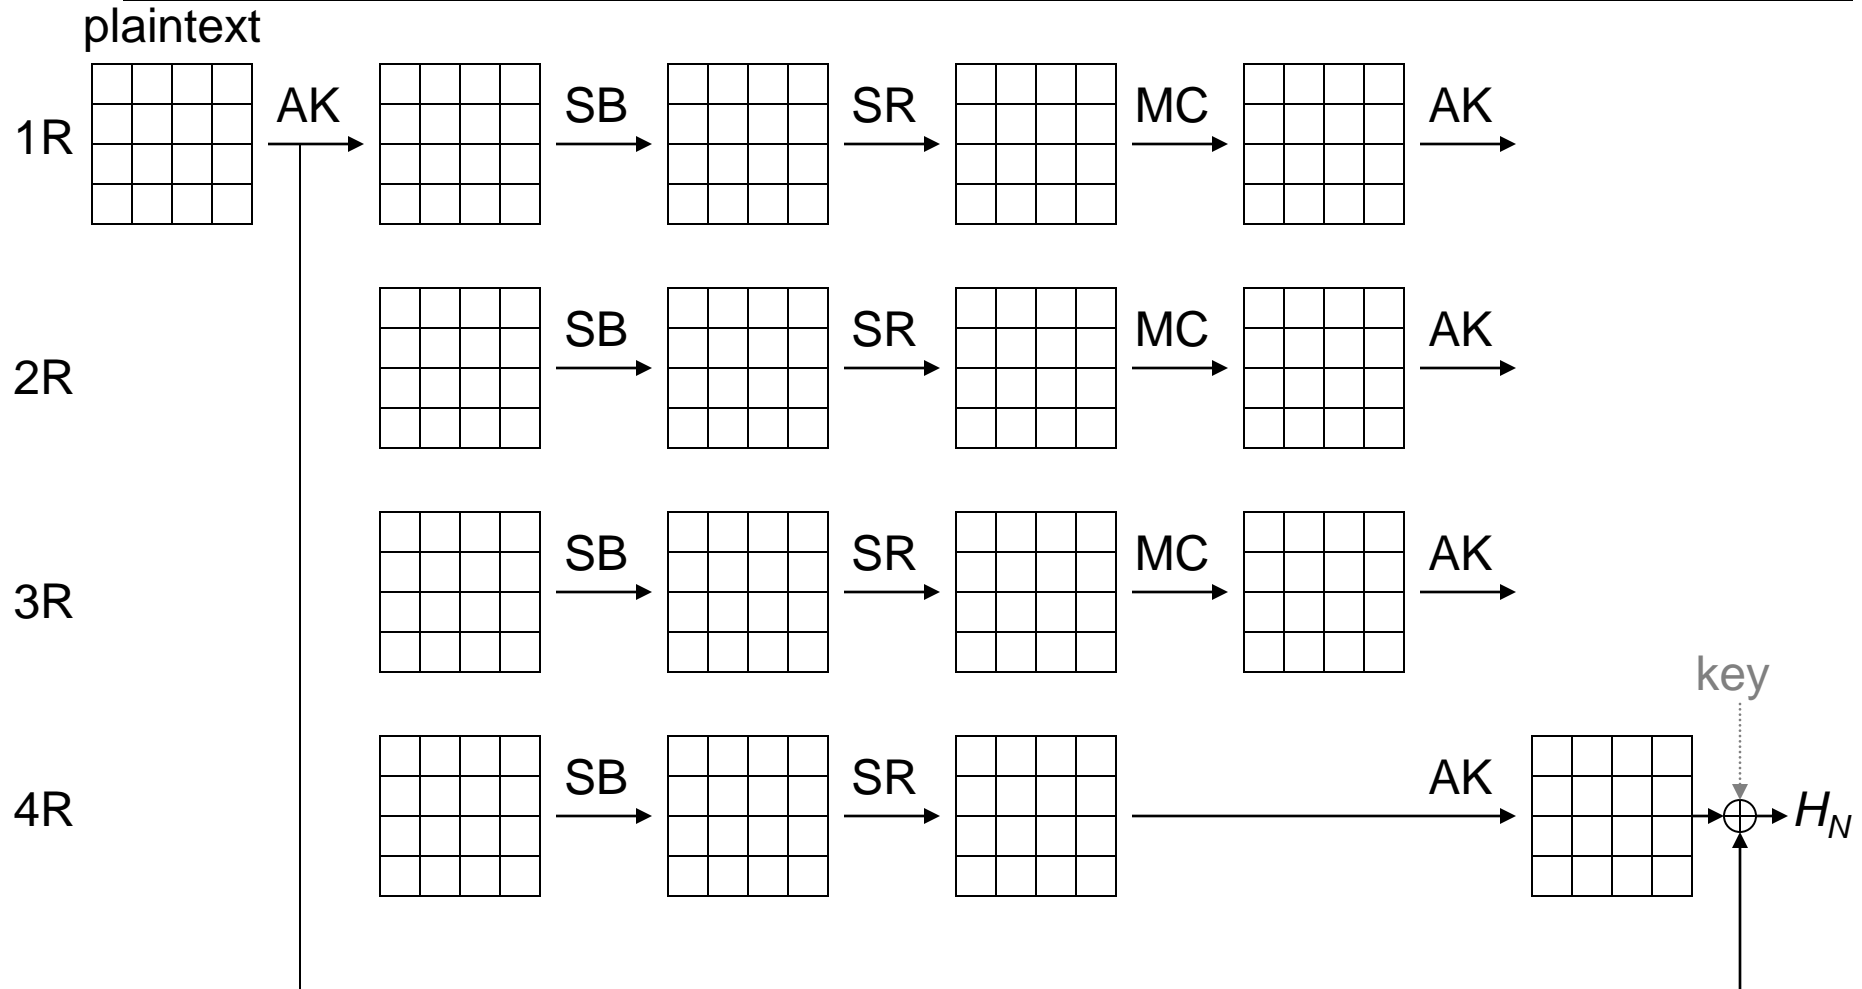 plaintext
1R AK SB SR MC AK
2R SB SR MC AK
3R SB SR MC AK
key
4R SB SR AK H_N